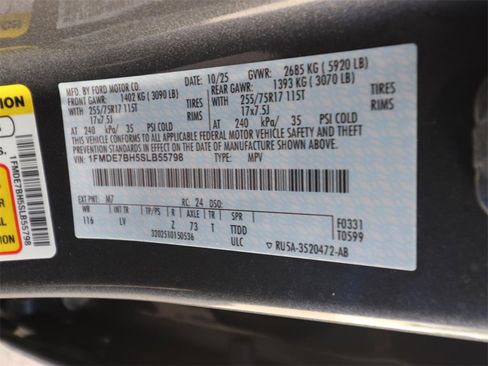 MFD. BY FORD MOTOR CO. 10/25 GVWR: 2685 KG ( 5920 LB)
FRONT GAWR: 1402 KG ( 3090 LB) REAR GAWR: 1393 KG ( 3070 LB)
WITH 255/75R17 115T TIRES WITH 255/75R17 115T TIRES
17x7.5J RIMS 17x7.5J RIMS
AT 240 kPa/ 35 PSI COLD AT 240 kPa/ 35 PSI COLD
THIS VEHICLE CONFORMS TO ALL APPLICABLE FEDERAL MOTOR VEHICLE SAFETY, BUMPER, AND THEFT
PREVENTION STANDARDS IN EFFECT ON THE DATE OF MANUFACTURE SHOWN ABOVE.
VIN: 1FMDE7BH5SLB55798 TYPE: MPV
EXT PNT: M7 RC: 24 DSO:
WB INT TR TP/PS R AXLE TR SPR
116 LV Z 73 T TTDD F0331
3202510150536 ULC T0599
RU5A-3520472-AB
1FMDE7BH5SLB55798